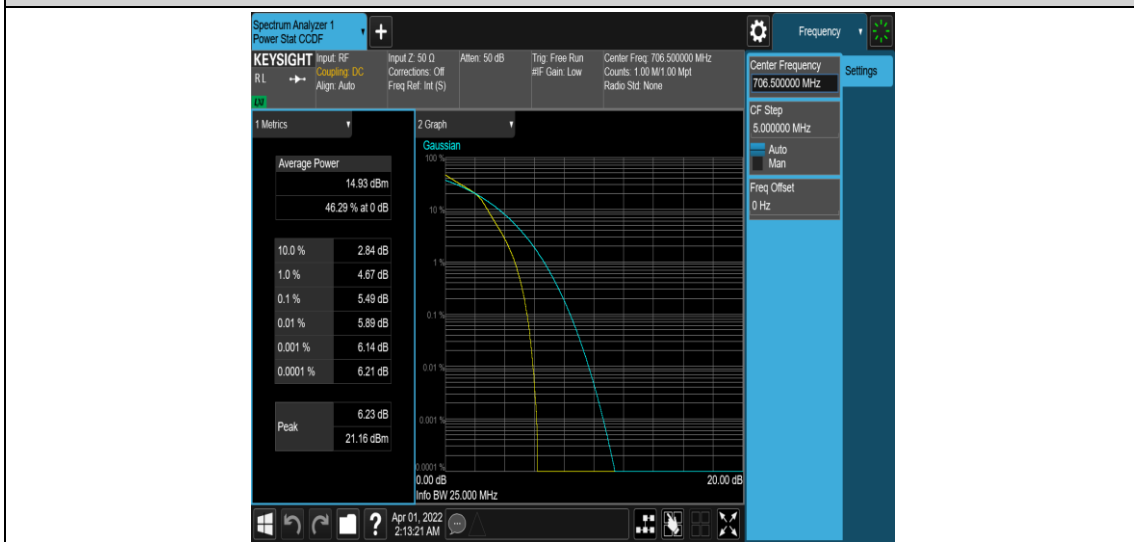 Spectrum Analyzer 1
Power Stat CCDF
+
Frequency
KEYSIGHT
RL
LXI
Input: RF
Coupling: DC
Align: Auto
Input Z: 50 Ω
Corrections: Off
Freq Ref: Int (S)
Atten: 50 dB
Trig: Free Run
#IF Gain: Low
Center Freq: 706.500000 MHz
Counts: 1.00 M/1.00 Mpt
Radio Std: None
Center Frequency
706.500000 MHz
Settings
CF Step
5.000000 MHz
Auto
Man
Freq Offset
0 Hz
1 Metrics
Average Power
14.93 dBm
46.29 % at 0 dB
10.0 % 2.84 dB
1.0 % 4.67 dB
0.1 % 5.49 dB
0.01 % 5.89 dB
0.001 % 6.14 dB
0.0001 % 6.21 dB
Peak 6.23 dB
21.16 dBm
2 Graph
Gaussian
100 %
10 %
1 %
0.1 %
0.01 %
0.001 %
0.0001 %
0.00 dB 20.00 dB
Info BW 25.000 MHz
?
Apr 01, 2022
2:13:21 AM